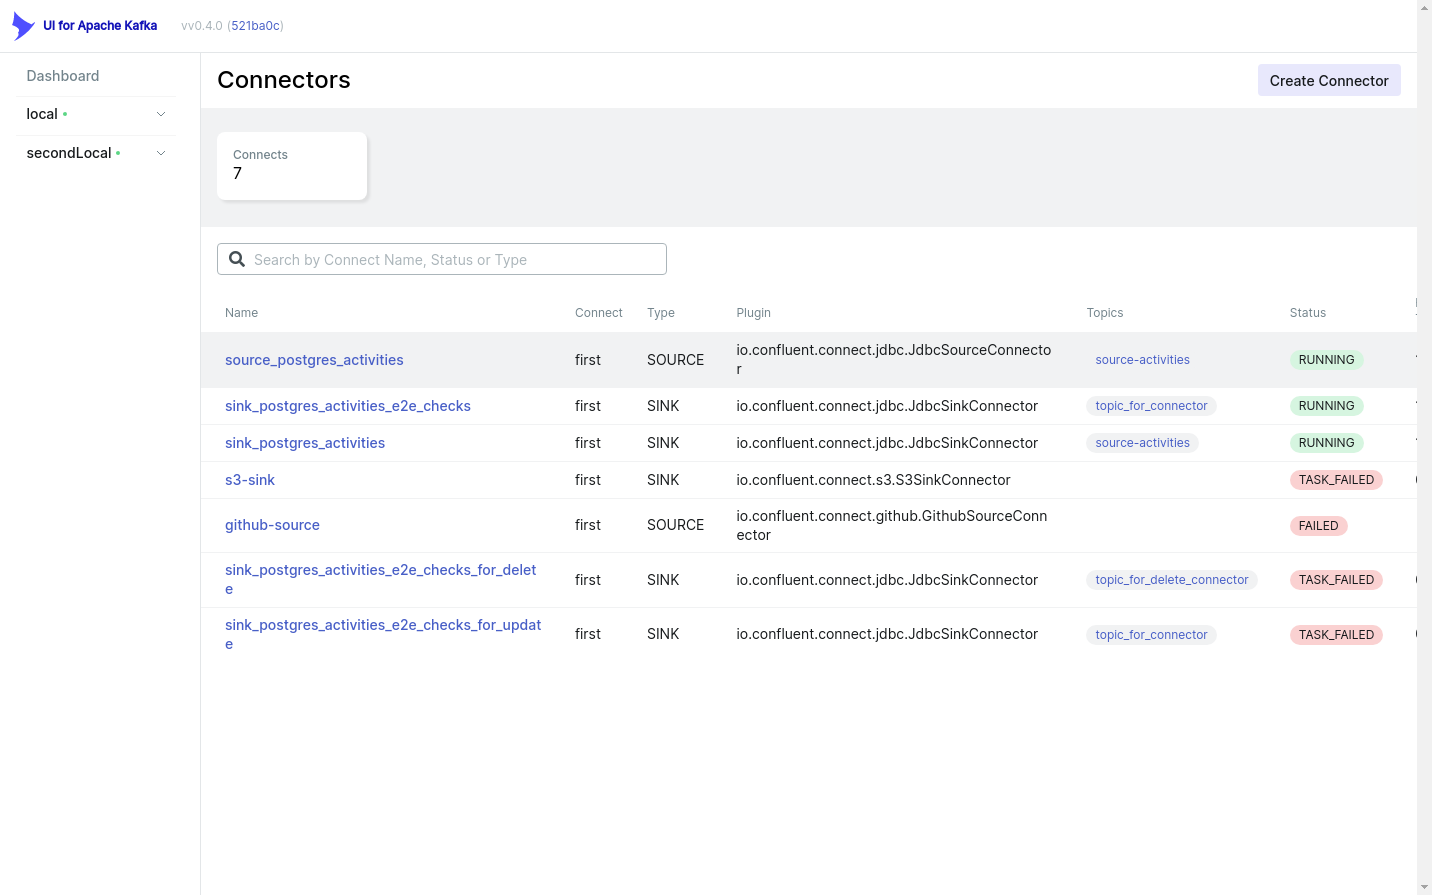 UI for Apache Kafka vv0.4.0 (521ba0c)
Dashboard
local
secondLocal
Connectors
Create Connector
Connects
7
Search by Connect Name, Status or Type
Name Connect Type Plugin Topics Status
source_postgres_activities first SOURCE io.confluent.connect.jdbc.JdbcSourceConnecto
r source-activities RUNNING
sink_postgres_activities_e2e_checks first SINK io.confluent.connect.jdbc.JdbcSinkConnector topic_for_connector RUNNING
sink_postgres_activities first SINK io.confluent.connect.jdbc.JdbcSinkConnector source-activities RUNNING
s3-sink first SINK io.confluent.connect.s3.S3SinkConnector TASK_FAILED
github-source first SOURCE io.confluent.connect.github.GithubSourceConn
ector FAILED
sink_postgres_activities_e2e_checks_for_delet
e first SINK io.confluent.connect.jdbc.JdbcSinkConnector topic_for_delete_connector TASK_FAILED
sink_postgres_activities_e2e_checks_for_updat
e first SINK io.confluent.connect.jdbc.JdbcSinkConnector topic_for_connector TASK_FAILED